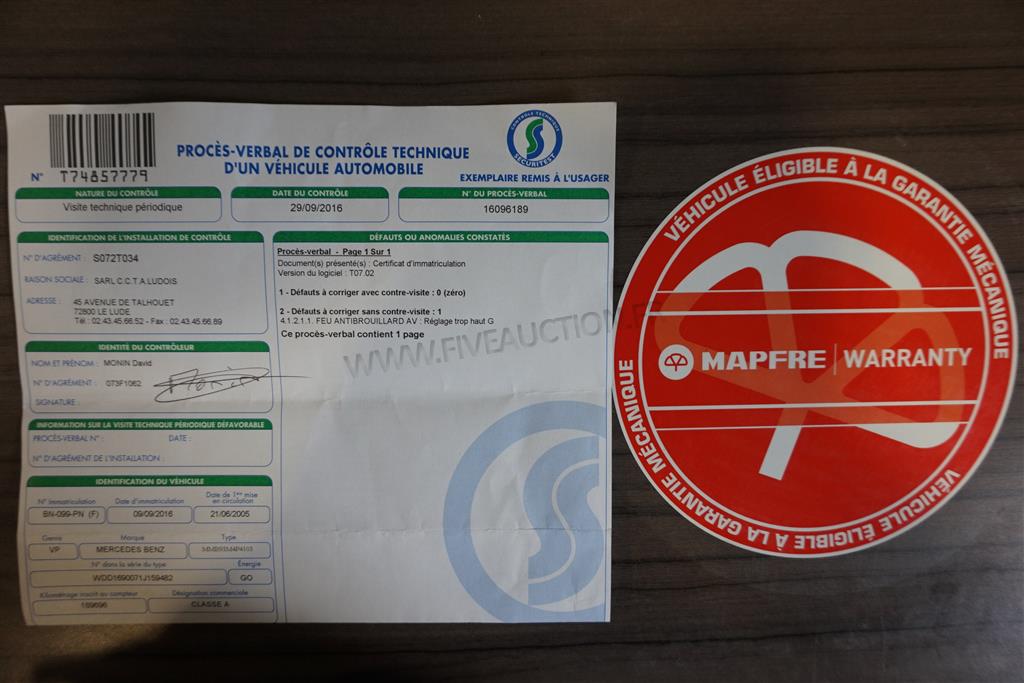 N° T74857779
PROCÈS-VERBAL DE CONTRÔLE TECHNIQUE
D'UN VÉHICULE AUTOMOBILE
CONTROLE TECHNIQUE
SECURITEST
EXEMPLAIRE REMIS À L'USAGER
NATURE DU CONTRÔLE
Visite technique périodique
DATE DU CONTRÔLE
29/09/2016
N° DU PROCÈS-VERBAL
16096189
IDENTIFICATION DE L'INSTALLATION DE CONTRÔLE
N° D'AGRÉMENT : S072T034
RAISON SOCIALE : SARL C.C.T.A.LUDOIS
ADRESSE : 45 AVENUE DE TALHOUET
72800 LE LUDE
Tél : 02.43.45.66.52 - Fax : 02.43.45.66.89
IDENTITÉ DU CONTRÔLEUR
NOM ET PRÉNOM : MONIN David
N° D'AGRÉMENT : 073F1062
SIGNATURE :
INFORMATION SUR LA VISITE TECHNIQUE PÉRIODIQUE DÉFAVORABLE
PROCÈS-VERBAL N° : DATE :
N° D'AGRÉMENT DE L'INSTALLATION :
IDENTIFICATION DU VÉHICULE
N° Immatriculation Date d'immatriculation Date de 1ère mise en circulation
BN-099-PN (F) 09/09/2016 21/06/2005
Genre Marque Type
VP MERCEDES BENZ
N° dans la série du type Énergie
WDD1690071J159482 GO
Kilométrage inscrit au compteur Désignation commerciale
189696 CLASSE A
DÉFAUTS OU ANOMALIES CONSTATÉS
Procès-verbal - Page 1 Sur 1
Document(s) présenté(s) : Certificat d'immatriculation
Version du logiciel : T07.02
1 - Défauts à corriger avec contre-visite : 0 (zéro)
2 - Défauts à corriger sans contre-visite : 1
4.1.2.1.1. FEU ANTIBROUILLARD AV : Réglage trop haut G
Ce procès-verbal contient 1 page
WWW.FIVEAUCTION.F
VÉHICULE ÉLIGIBLE À LA GARANTIE MÉCANIQUE
MAPFRE | WARRANTY
VÉHICULE ÉLIGIBLE À LA GARANTIE MÉCANIQUE